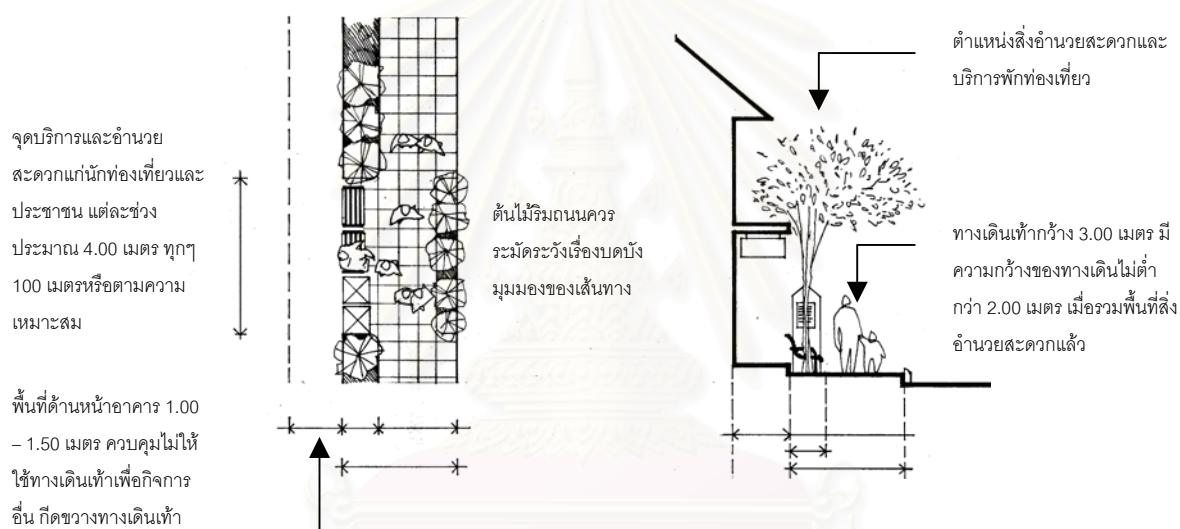 จุดบริการและอำนวย
สะดวกแก่นักท่องเที่ยวและ
ประชาชน แต่ละช่วง
ประมาณ 4.00 เมตร ทุกๆ
100 เมตรหรือตามความ
เหมาะสม
พื้นที่ด้านหน้าอาคาร 1.00
– 1.50 เมตร ควบคุมไม่ให้
ใช้ทางเดินเท้าเพื่อกิจการ
อื่น กีดขวางทางเดินเท้า
ต้นไม้ริมถนนควร
ระมัดระวังเรื่องบดบัง
มุมมองของเส้นทาง
ตำแหน่งสิ่งอำนวยสะดวกและ
บริการพักท่องเที่ยว
ทางเดินเท้ากว้าง 3.00 เมตร มี
ความกว้างของทางเดินไม่ต่ำ
กว่า 2.00 เมตร เมื่อรวมพื้นที่สิ่ง
อำนวยสะดวกแล้ว